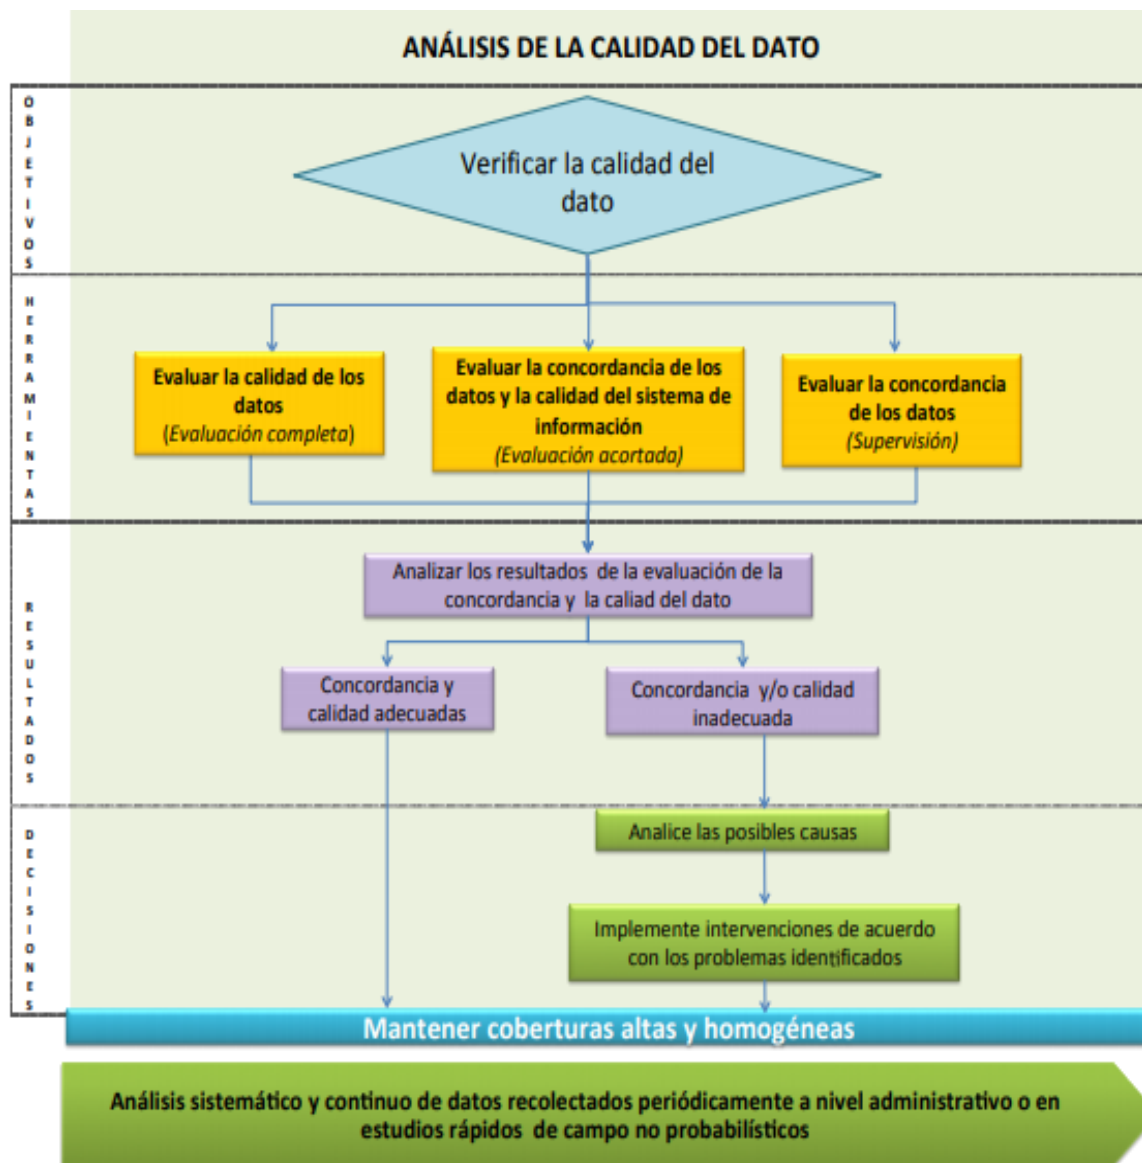 ANÁLISIS DE LA CALIDAD DEL DATO
OBJETIVOS
Verificar la calidad del
dato
HERRAMIENTAS
Evaluar la calidad de los
datos
(Evaluación completa)
Evaluar la concordancia de los
datos y la calidad del sistema de
información
(Evaluación acortada)
Evaluar la concordancia
de los datos
(Supervisión)
RESULTADOS
Analizar los resultados de la evaluación de la
concordancia y la caliad del dato
Concordancia y
calidad adecuadas
Concordancia y/o calidad
inadecuada
DECISIONES
Analice las posibles causas
Implemente intervenciones de acuerdo
con los problemas identificados
Mantener coberturas altas y homogéneas
Análisis sistemático y continuo de datos recolectados periódicamente a nivel administrativo o en
estudios rápidos de campo no probabilísticos